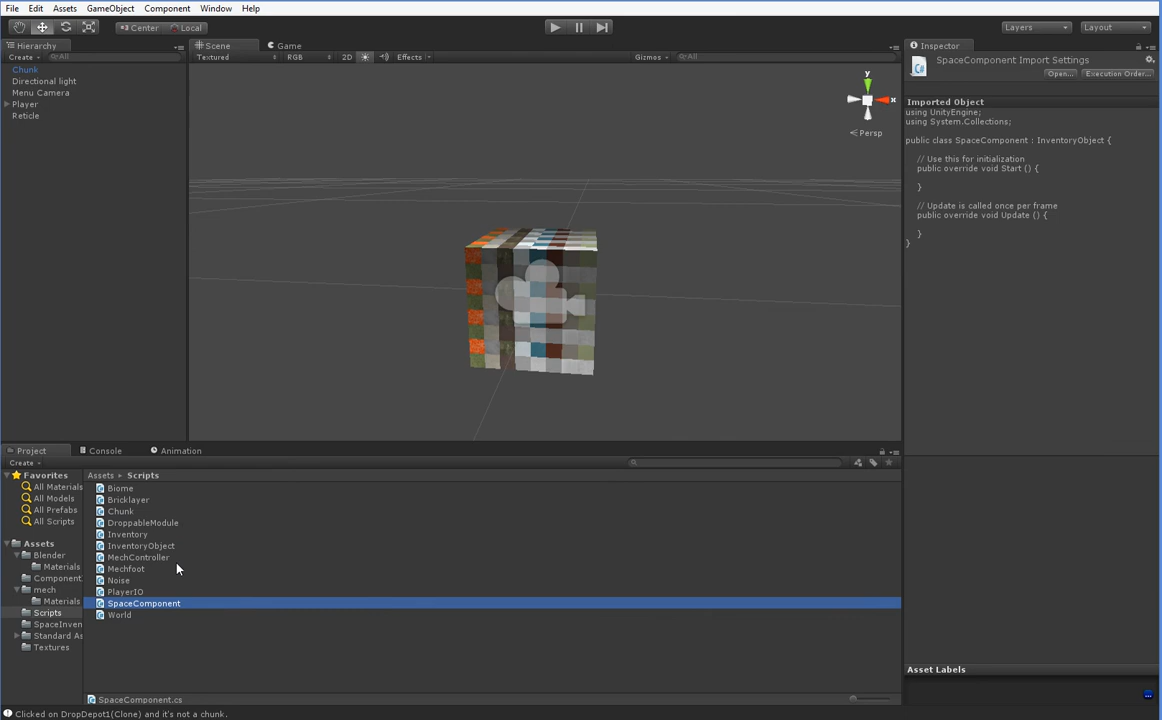 File Edit Assets GameObject Component Window Help
Center Local Layers Layout
Hierarchy Scene Game Inspector
Create All Textured RGB 2D Effects Gizmos All
SpaceComponent Import Settings
Open... Execution Order...
Chunk
Directional light
Menu Camera
Player
Reticle
y
x
Persp
Imported Object
using UnityEngine;
using System.Collections;
public class SpaceComponent : InventoryObject {
// Use this for initialization
public override void Start () {
}
// Update is called once per frame
public override void Update () {
}
}
Project Console Animation
Create
Favorites
All Materials
All Models
All Prefabs
All Scripts
Assets
Blender
Materials
Component
mech
Materials
Scripts
SpaceInven
Standard As
Textures
Assets Scripts
Biome
Bricklayer
Chunk
DroppableModule
Inventory
InventoryObject
MechController
Mechfoot
Noise
PlayerIO
SpaceComponent
World
SpaceComponent.cs
Asset Labels
Clicked on DropDepot1(Clone) and it's not a chunk.